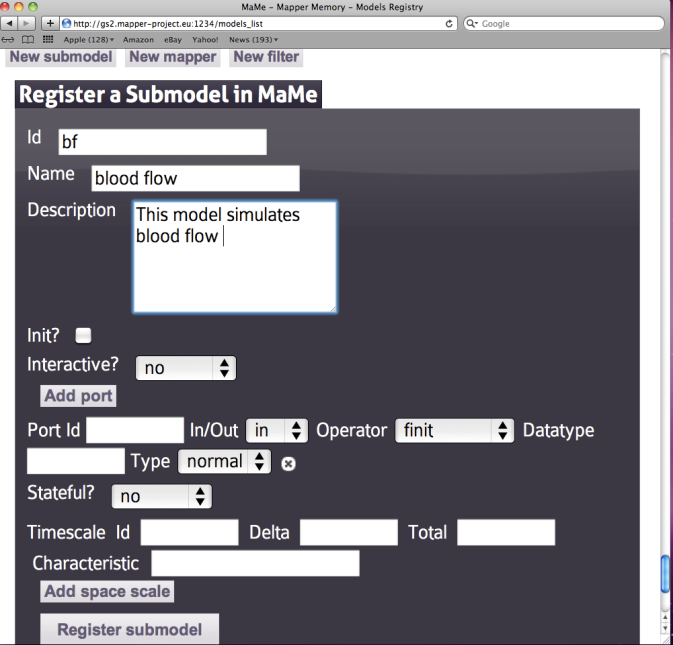 MaMe - Mapper Memory - Models Registry
http://gs2.mapper-project.eu:1234/models_list
Google
Apple (128) Amazon eBay Yahoo! News (193)
New submodel New mapper New filter
Register a Submodel in MaMe
Id bf
Name blood flow
Description This model simulates
blood flow
Init?
Interactive? no
Add port
Port Id In/Out in Operator finit Datatype
Type normal
Stateful? no
Timescale Id Delta Total
Characteristic
Add space scale
Register submodel